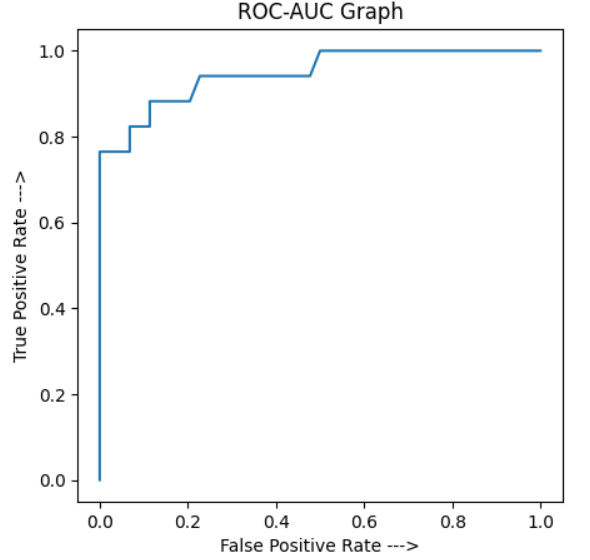 ROC-AUC Graph
1.0
0.8
0.6
0.4
0.2
0.0
True Positive Rate --->
0.0 0.2 0.4 0.6 0.8 1.0
False Positive Rate --->